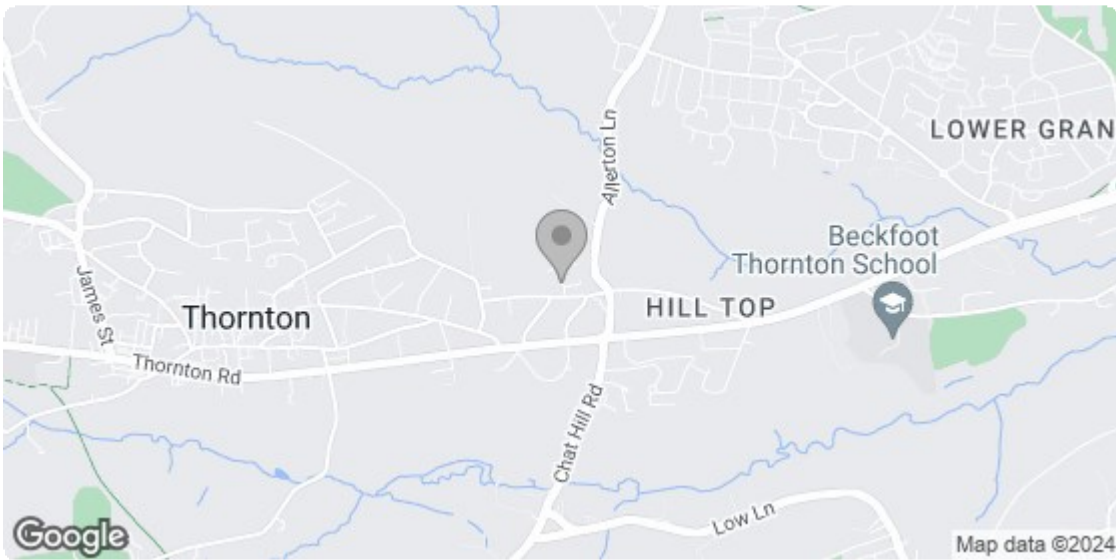 Allerton Ln
LOWER GRAN
Beckfoot
Thornton School
James St
Thornton
HILL TOP
Thornton Rd
Chat Hill Rd
Low Ln
Google
Map data ©2024